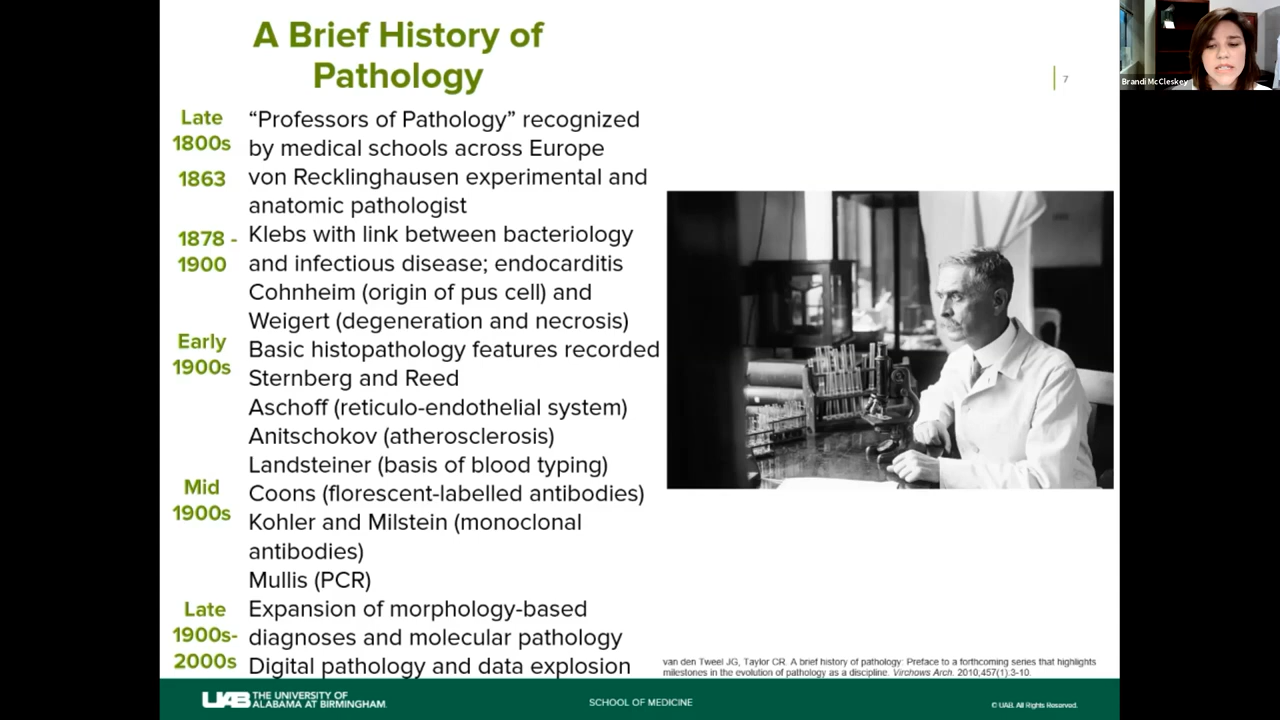 A Brief History of
Pathology
7
Brandi McCleskey
Late
1800s
“Professors of Pathology” recognized
by medical schools across Europe
1863
von Recklinghausen experimental and
anatomic pathologist
1878 -
1900
Klebs with link between bacteriology
and infectious disease; endocarditis
Cohnheim (origin of pus cell) and
Weigert (degeneration and necrosis)
Early
1900s
Basic histopathology features recorded
Sternberg and Reed
Aschoff (reticulo-endothelial system)
Anitschokov (atherosclerosis)
Landsteiner (basis of blood typing)
Mid
1900s
Coons (florescent-labelled antibodies)
Kohler and Milstein (monoclonal
antibodies)
Mullis (PCR)
Late
1900s-
2000s
Expansion of morphology-based
diagnoses and molecular pathology
Digital pathology and data explosion
van den Tweel JG, Taylor CR. A brief history of pathology: Preface to a forthcoming series that highlights
milestones in the evolution of pathology as a discipline. Virchows Arch. 2010;457(1):3-10.
UAB THE UNIVERSITY OF
ALABAMA AT BIRMINGHAM
SCHOOL OF MEDICINE
© UAB. All Rights Reserved.